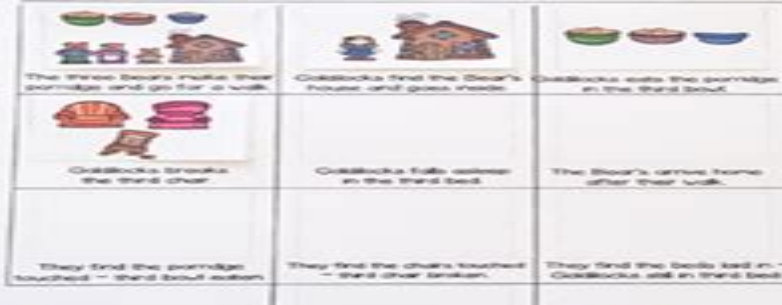 The three Bears make their
porridge and go for a walk.
Goldilocks find the Bear's
house and goes inside.
Goldilocks eats the porridge
in the third bowl.
Goldilocks breaks
the third chair
Goldilocks falls asleep
in the third bed.
The Bear's arrive home
after their walk.
They find the porridge
touched - third bowl eaten
They find the chairs touched
- third chair broken
They find the beds laid in -
Goldilocks still in third bed